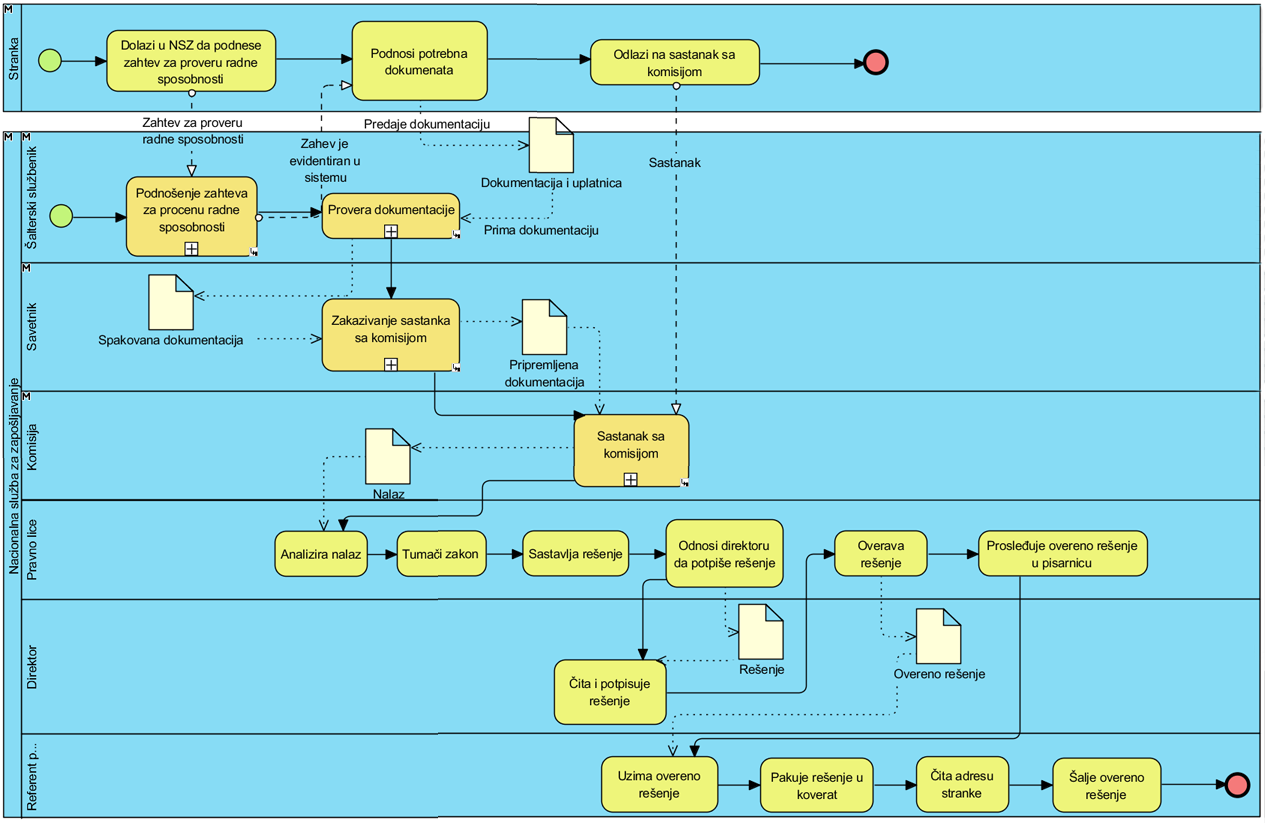 Stranka
Dolazi u NSZ da podnese
zahtev za proveru radne
sposobnosti
Podnosi potrebna
dokumenata
Odlazi na sastanak sa
komisijom
Zahtev za proveru
radne sposobnosti
Zahev je
evidentiran u
sistemu
Predaje dokumentaciju
Sastanak
Nacionalna služba za zapošljavanje
Šalterski službenik
Podnošenje zahteva
za procenu radne
sposobnosti
Provera dokumentacije
Dokumentacija i uplatnica
Prima dokumentaciju
Savetnik
Spakovana dokumentacija
Zakazivanje sastanka
sa komisijom
Pripremljena
dokumentacija
Komisija
Nalaz
Sastanak sa
komisijom
Pravno lice
Analizira nalaz
Tumači zakon
Sastavlja rešenje
Odnosi direktoru
da potpiše rešenje
Overava
rešenje
Prosleđuje overeno rešenje
u pisarnicu
Direktor
Čita i potpisuje
rešenje
Rešenje
Overeno rešenje
Referent p...
Uzima overeno
rešenje
Pakuje rešenje u
koverat
Čita adresu
stranke
Šalje overeno
rešenje